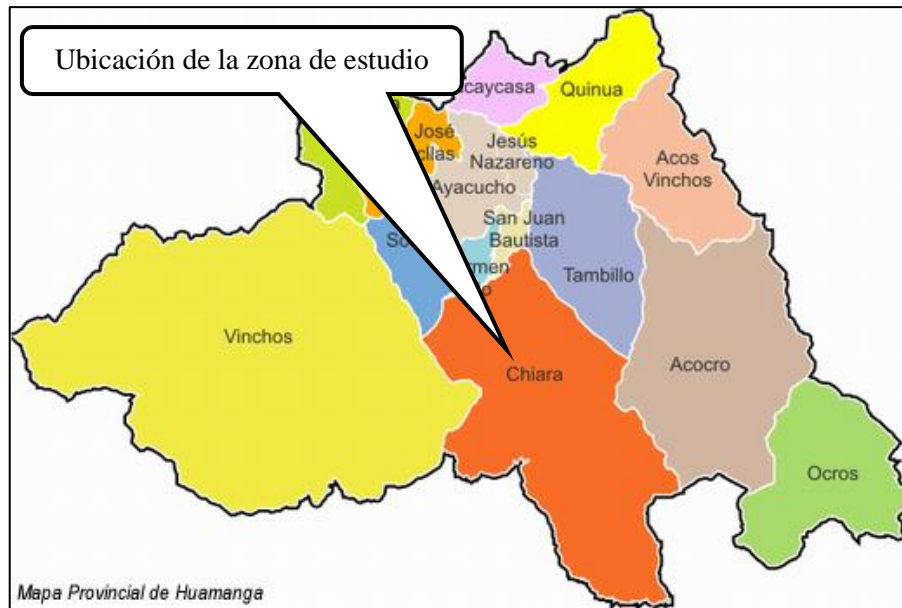 Ubicación de la zona de estudio
Quinua
José
Jesús
Nazareno
Acos
Vinchos
Ayacucho
San Juan
Bautista
Tambillo
Vinchos
Chiara
Acocro
Ocros
Mapa Provincial de Huamanga